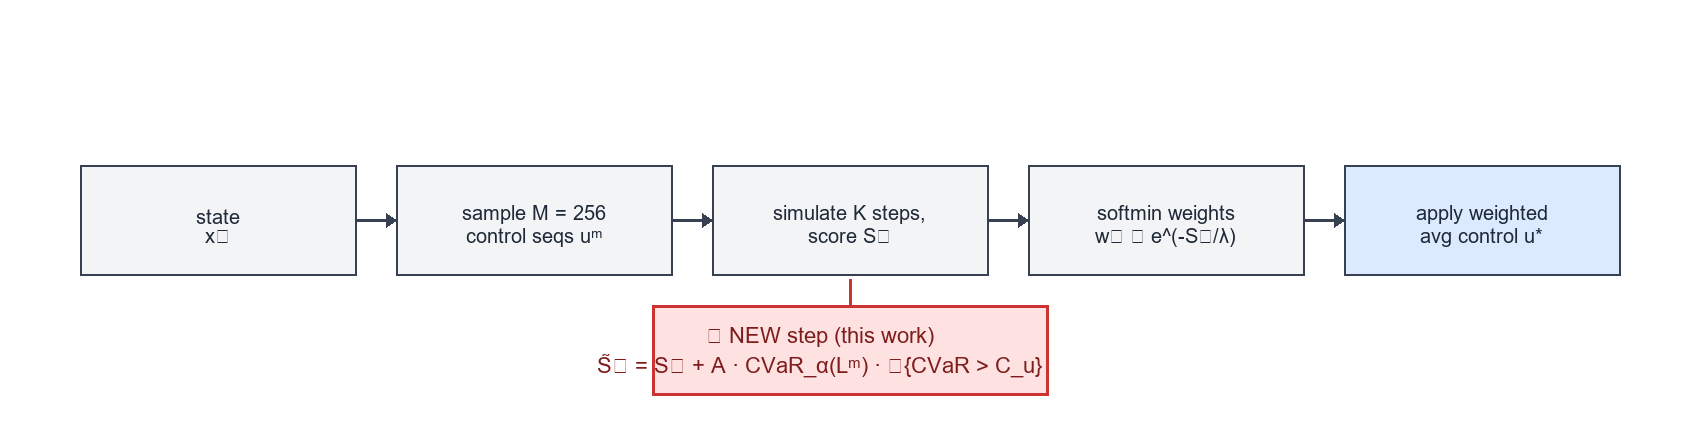 state
x□
sample M = 256
control seqs uᵐ
simulate K steps,
score S□
softmin weights
w□ □ e^(-S□/λ)
apply weighted
avg control u*
□ NEW step (this work)
S̃□ = S□ + A · CVaR_α(Lᵐ) · □{CVaR > C_u}